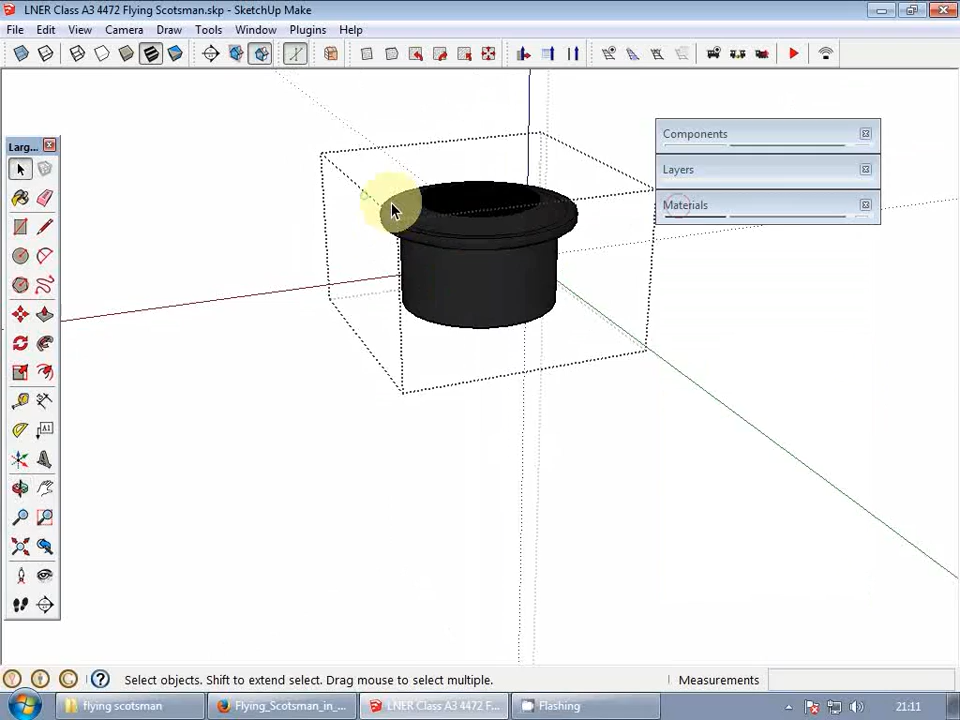 LNER Class A3 4472 Flying Scotsman.skp - SketchUp Make
File Edit View Camera Draw Tools Window Plugins Help
Larg...
Components
Layers
Materials
A1
Select objects. Shift to extend select. Drag mouse to select multiple.
Measurements
flying scotsman
Flying_Scotsman_in_...
LNER Class A3 4472 F...
Flashing
21:11